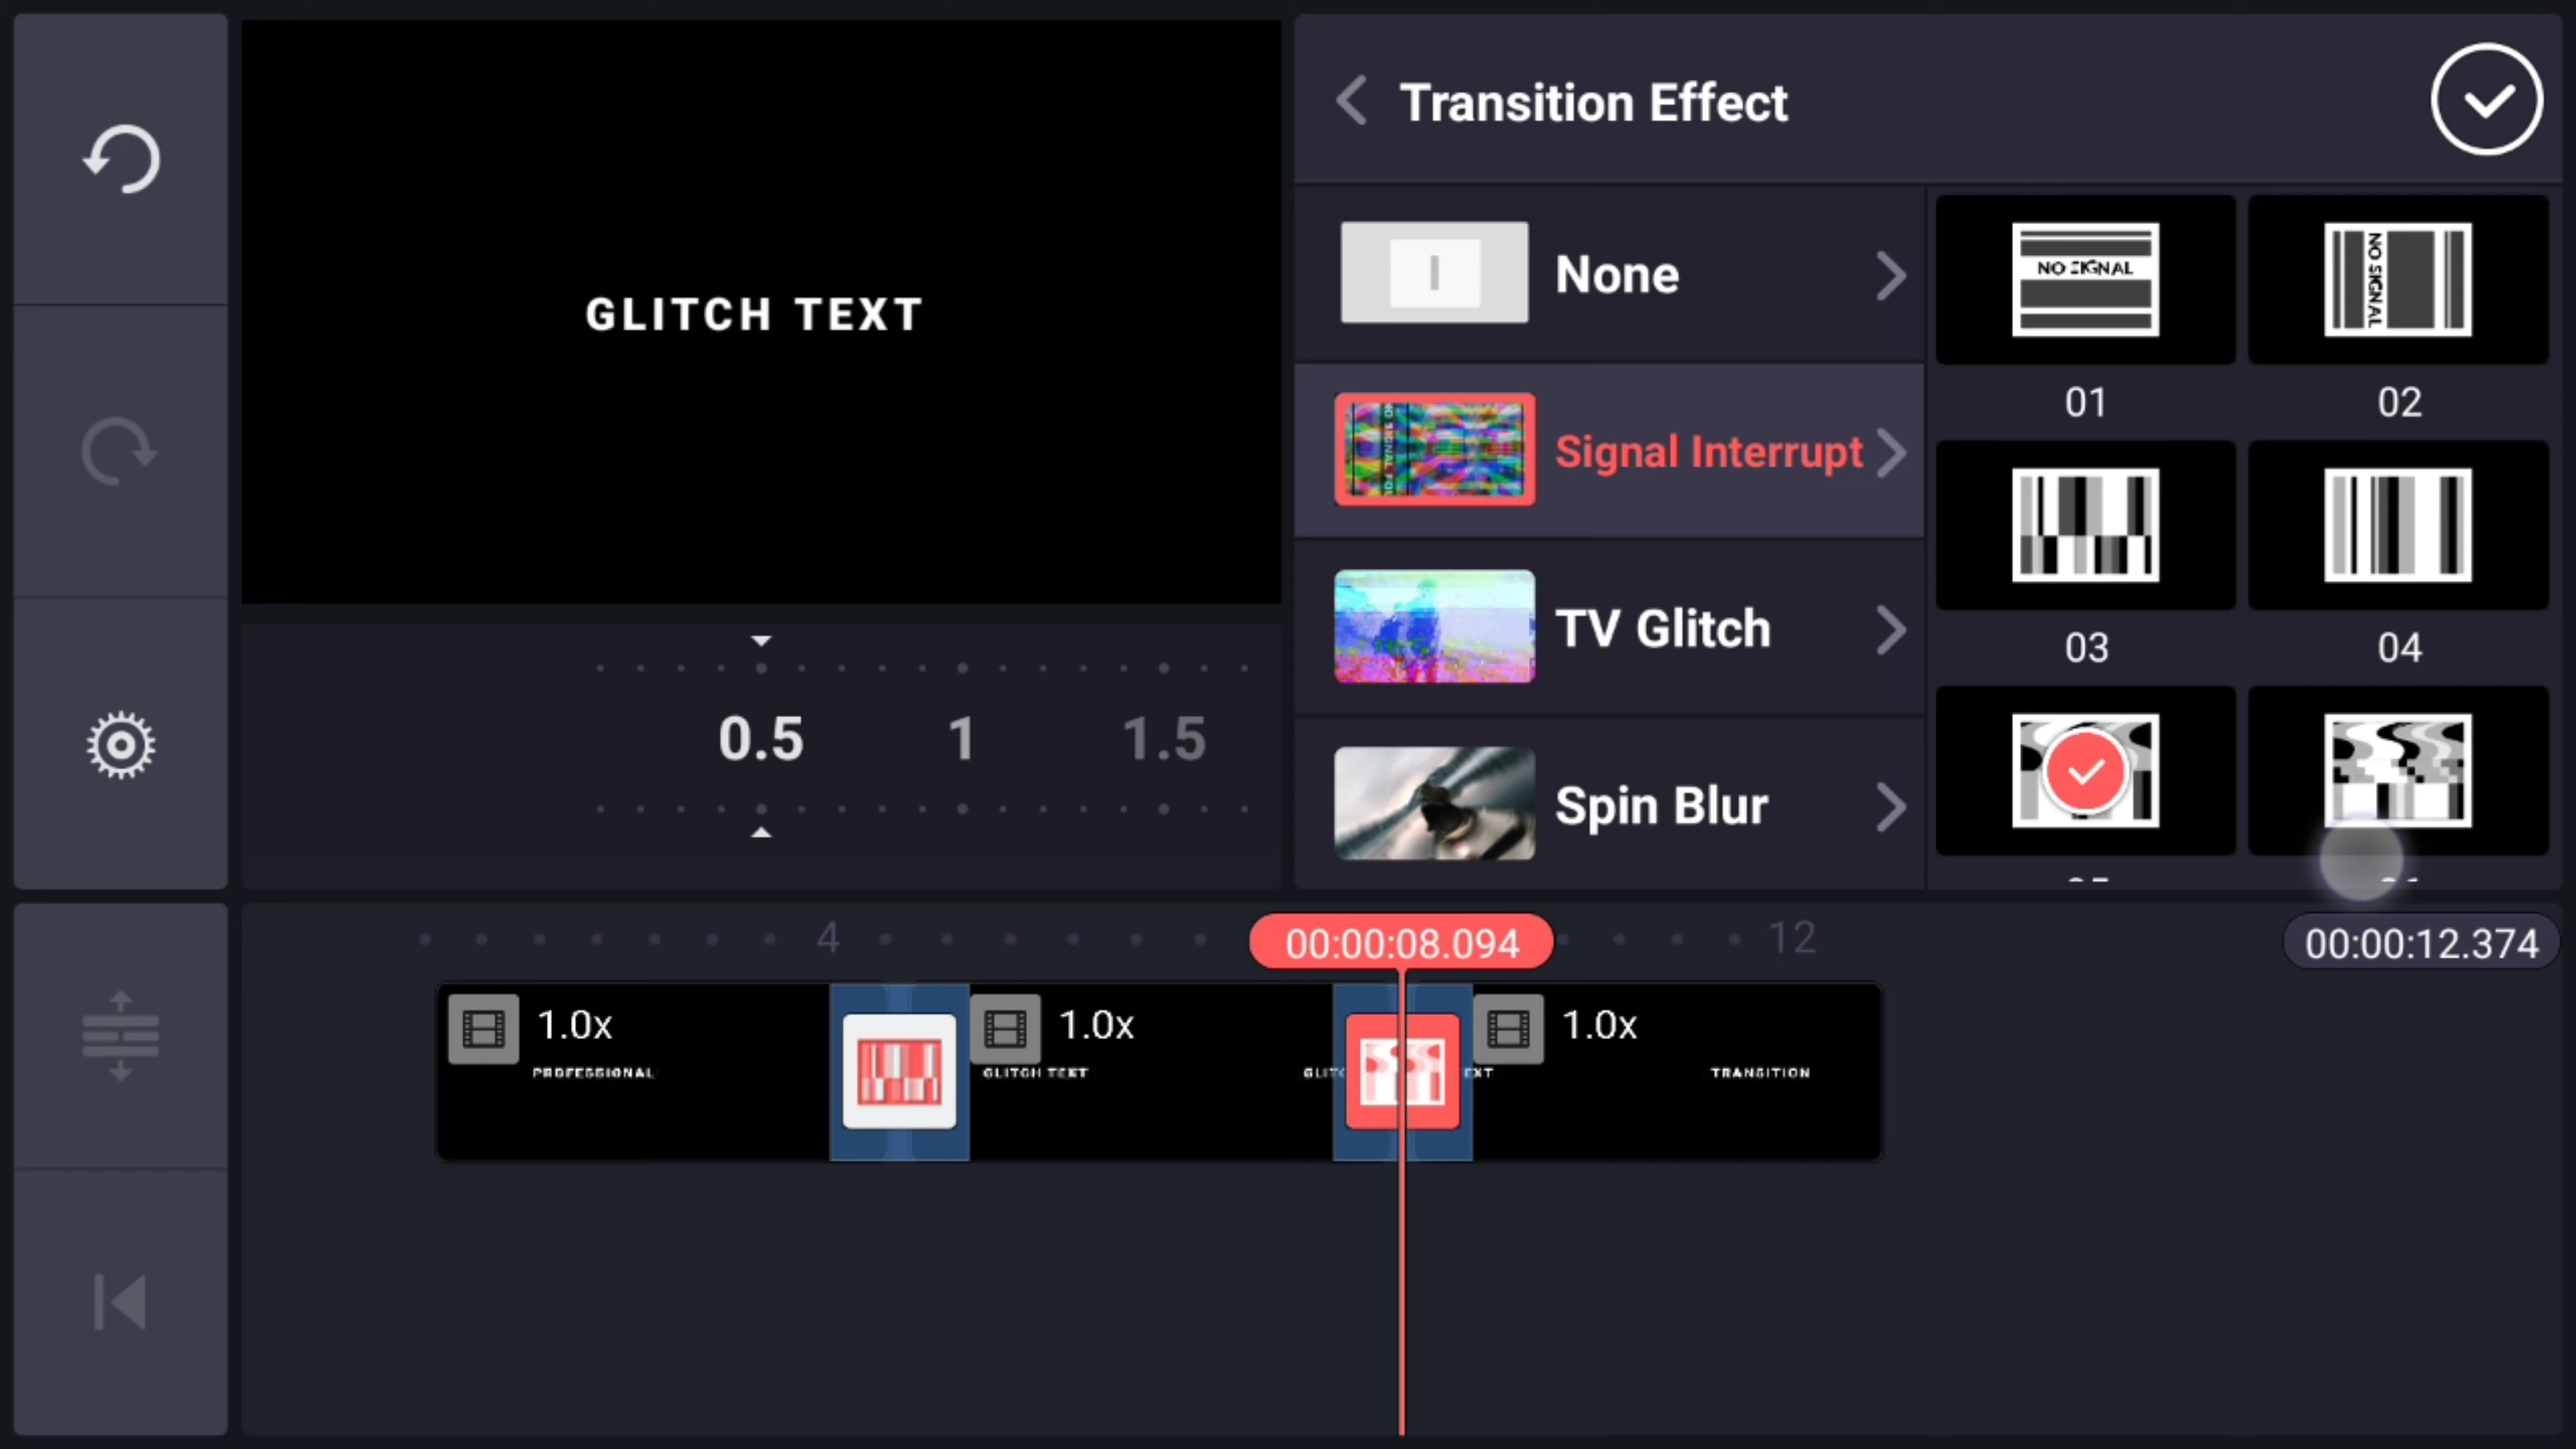 GLITCH TEXT
0.5 1 1.5
Transition Effect
None
Signal Interrupt
TV Glitch
Spin Blur
NO SIGNAL
NO SIGNAL
01 02
03 04
4 12
00:00:08.094
00:00:12.374
1.0x 1.0x 1.0x
PROFESSIONAL
GLITCH TEXT
GLITC
EXT
TRANSITION